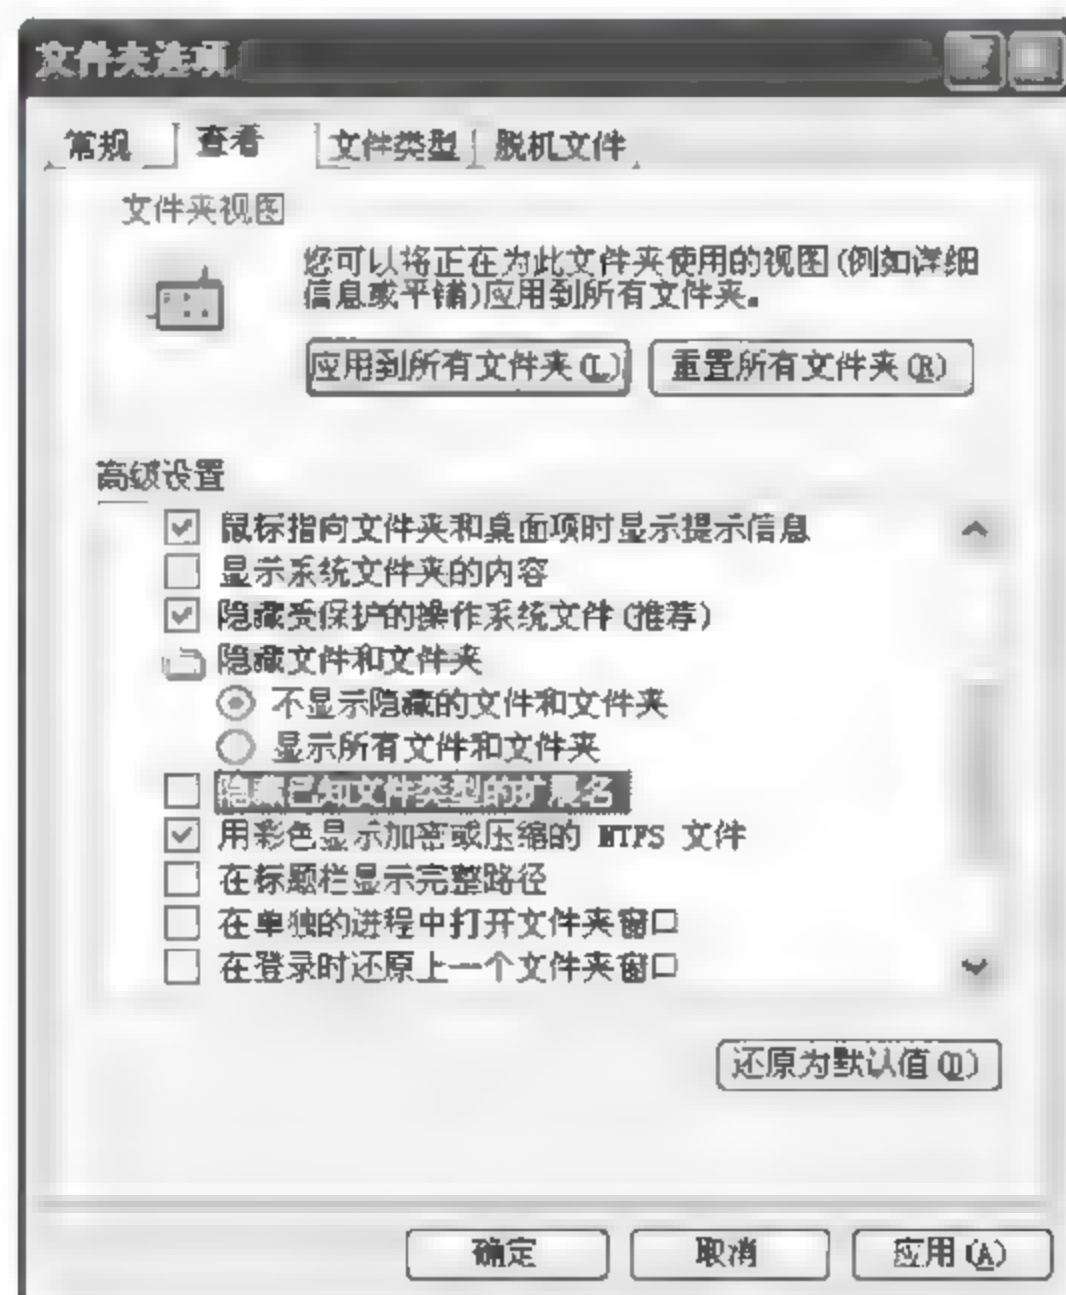 文件夹选项
常规 查看 文件类型 脱机文件
文件夹视图
您可以将正在为此文件夹使用的视图(例如详细
信息或平铺)应用到所有文件夹。
应用到所有文件夹(L) 重置所有文件夹(R)
高级设置
鼠标指向文件夹和桌面项时显示提示信息
显示系统文件夹的内容
隐藏受保护的操作系统文件(推荐)
隐藏文件和文件夹
不显示隐藏的文件和文件夹
显示所有文件和文件夹
隐藏已知文件类型的扩展名
用彩色显示加密或压缩的 NTFS 文件
在标题栏显示完整路径
在单独的进程中打开文件夹窗口
在登录时还原上一个文件夹窗口
还原为默认值(D)
确定 取消 应用(A)